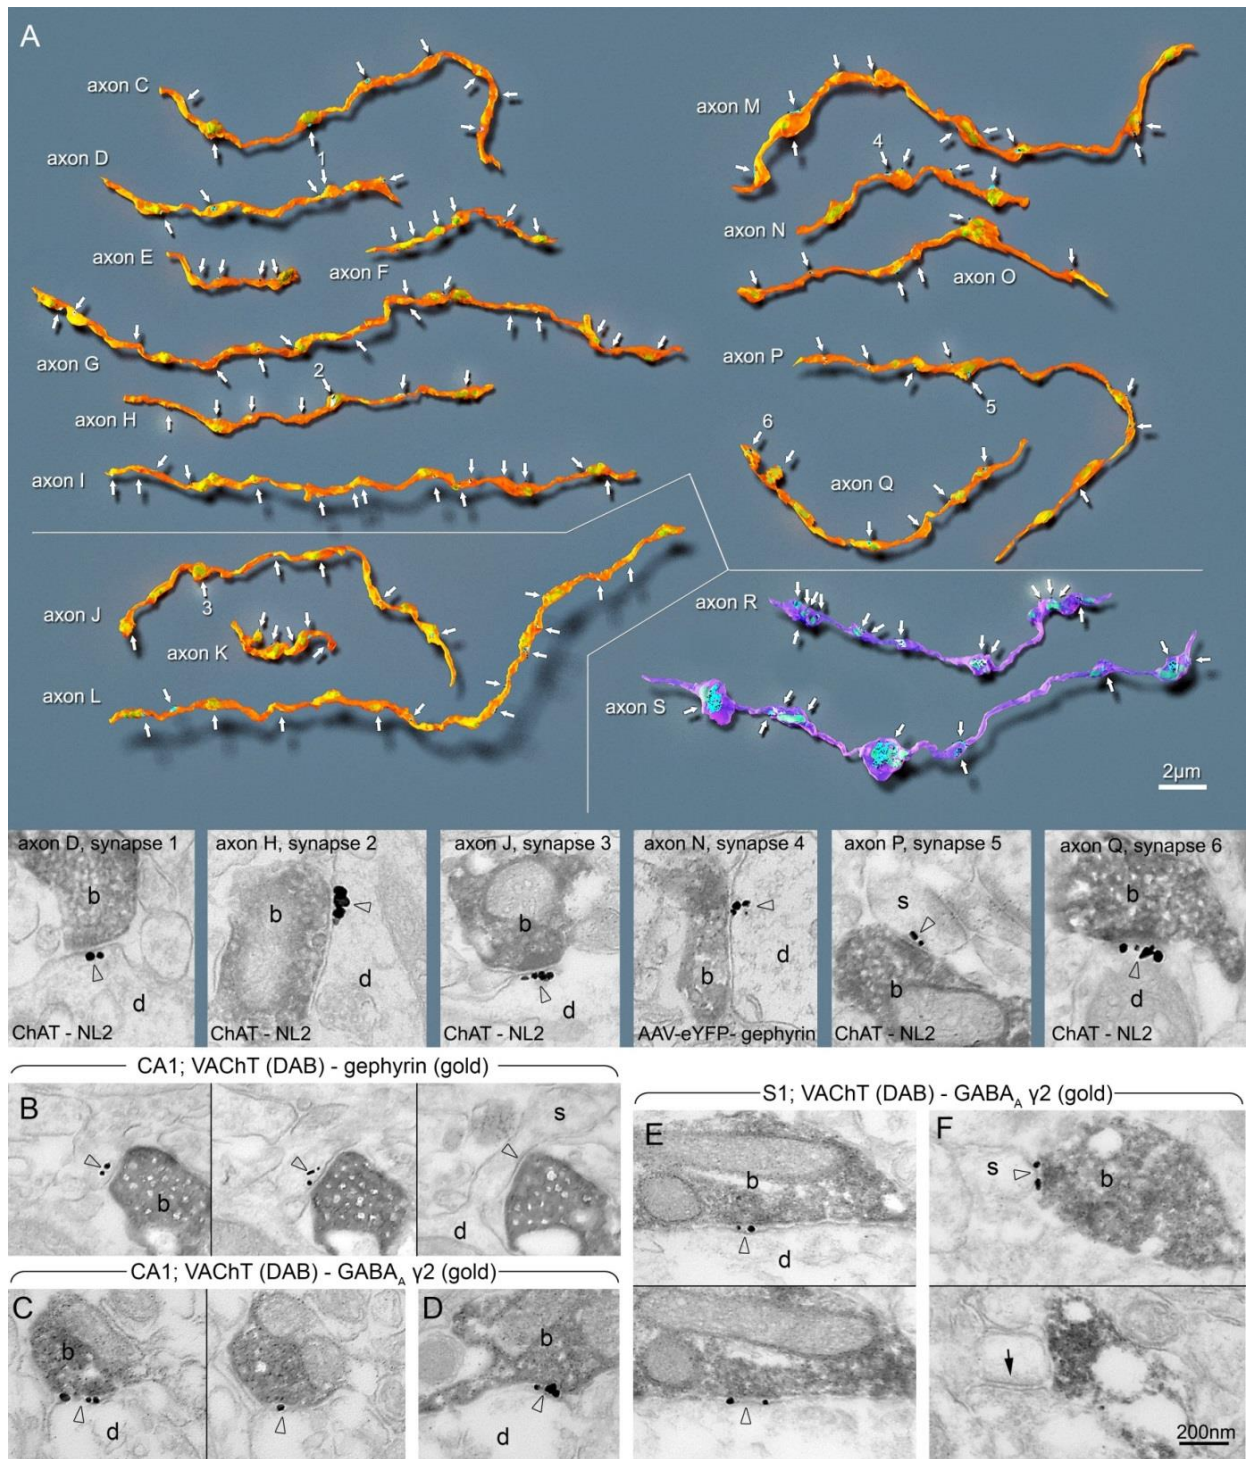 A
axon C
axon D
1
axon E
axon F
axon G
2
axon H
axon I
axon J
3
axon K
axon L
axon M
4
axon N
axon O
axon P
5
6
axon Q
axon R
axon S
2µm
axon D, synapse 1
b
d
ChAT - NL2
axon H, synapse 2
b
d
ChAT - NL2
axon J, synapse 3
b
d
ChAT - NL2
axon N, synapse 4
b
d
AAV-eYFP- gephyrin
axon P, synapse 5
s
b
ChAT - NL2
axon Q, synapse 6
b
d
ChAT - NL2
CA1; VAChT (DAB) - gephyrin (gold)
B
b
s
d
CA1; VAChT (DAB) - GABAA γ2 (gold)
C
b
d
D
b
d
S1; VAChT (DAB) - GABAA γ2 (gold)
E
b
d
F
s
b
200nm